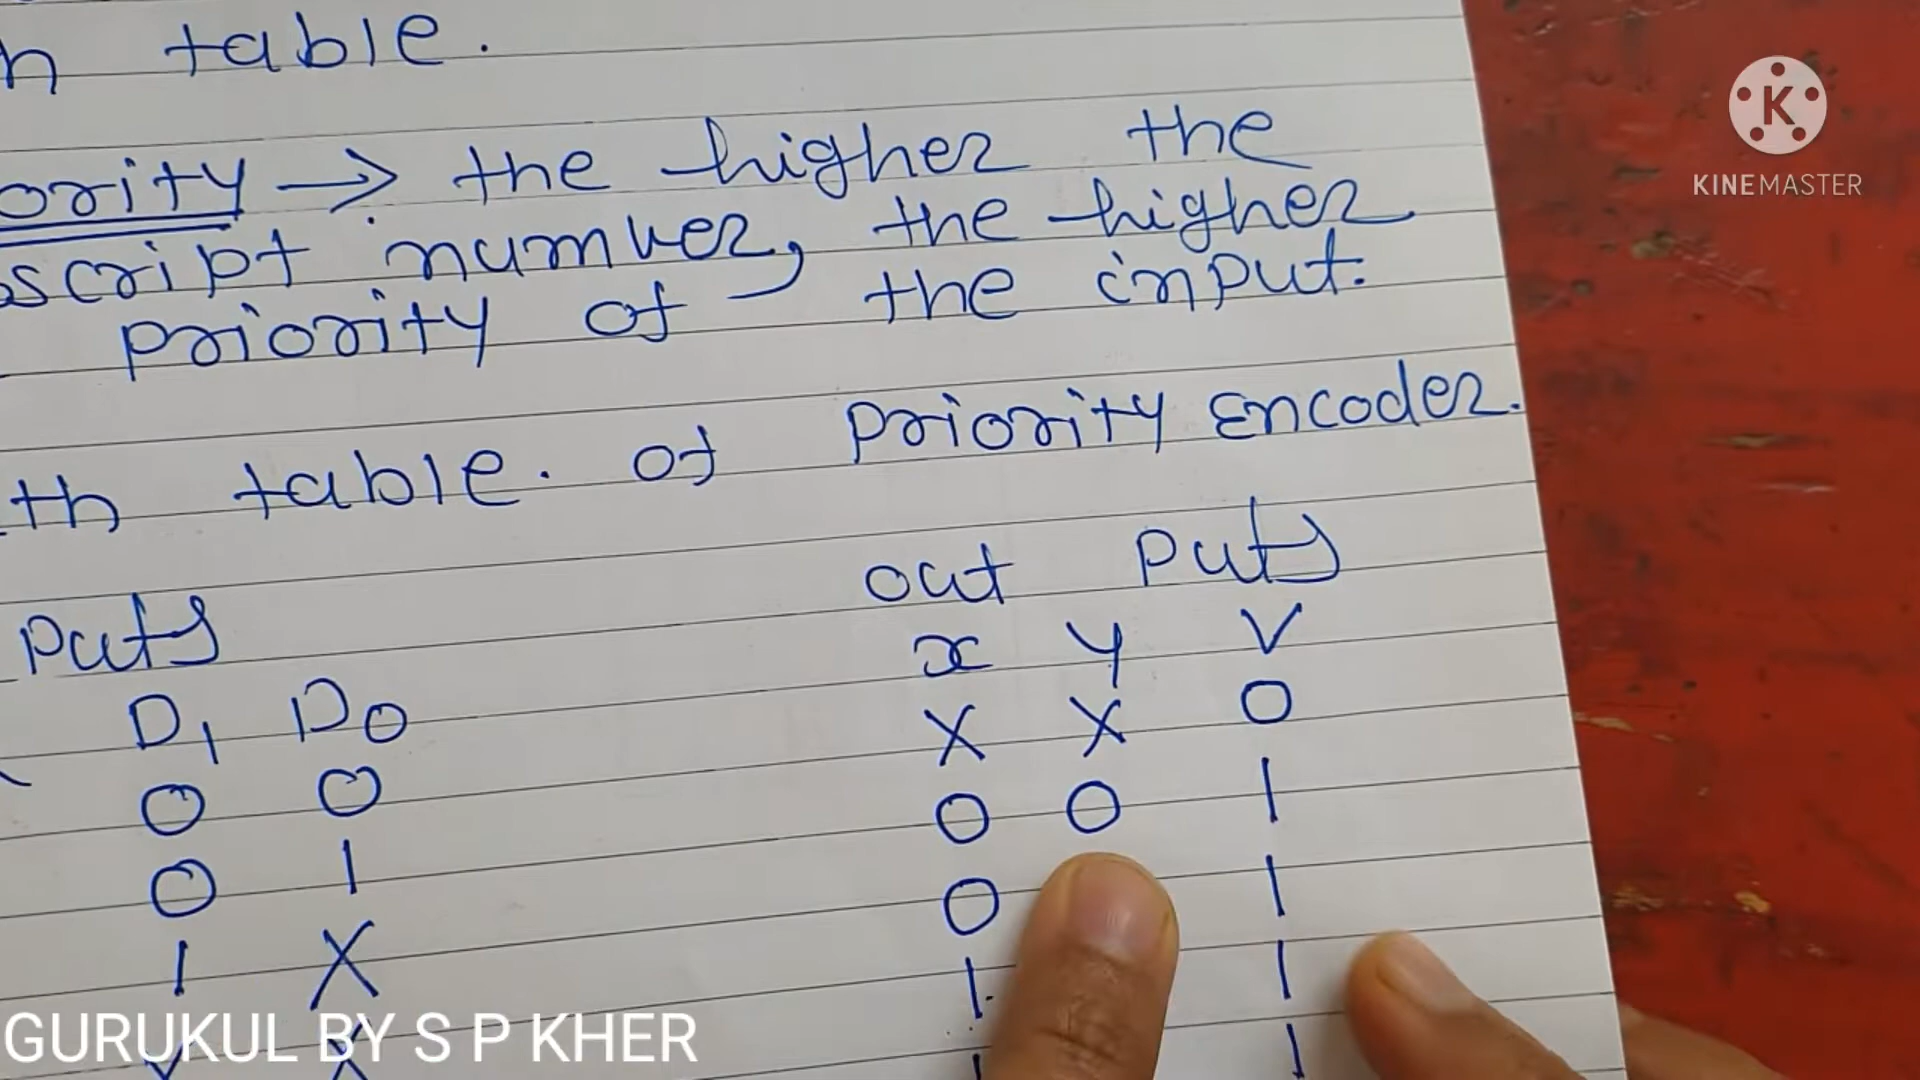 table.
ority → the higher the
script number, the higher
priority of the input.
th table. of Priority Encoder.
puts out puts
D1 D0 x y V
0 0 X X 0
0 1 0 0 1
1 X 0 1
X 1 1
1
KINEMASTER
GURUKUL BY S P KHER